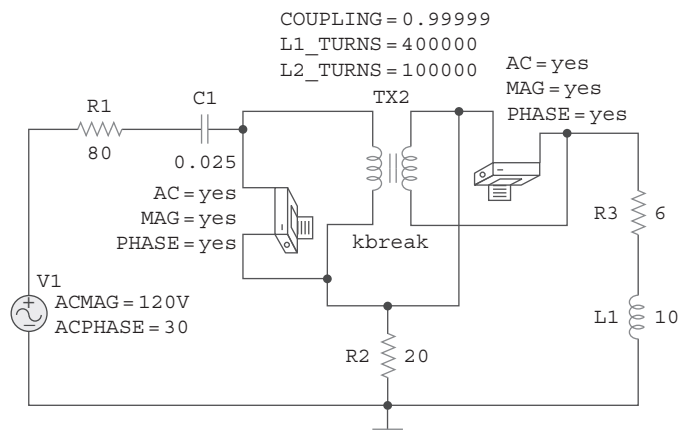 COUPLING = 0.99999
L1_TURNS = 400000
L2_TURNS = 100000
TX2
AC = yes
MAG = yes
PHASE = yes
R1
80
C1
0.025
AC = yes
MAG = yes
PHASE = yes
kbreak
R3
6
V1
ACMAG = 120V
ACPHASE = 30
R2
20
L1
10